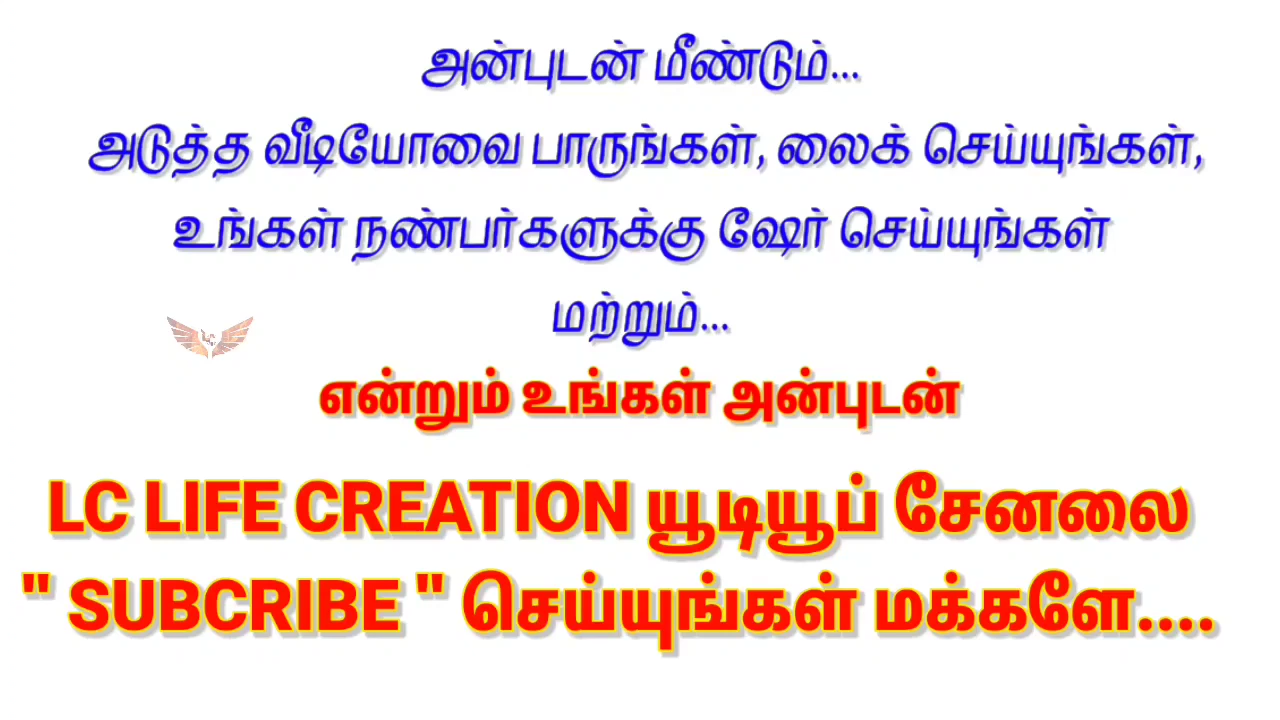 அன்புடன் மீண்டும்...
அடுத்த வீடியோவை பாருங்கள், லைக் செய்யுங்கள்,
உங்கள் நண்பர்களுக்கு ஷேர் செய்யுங்கள்
மற்றும்...
என்றும் உங்கள் அன்புடன்
LC LIFE CREATION யூடியூப் சேனலை
" SUBCRIBE " செய்யுங்கள் மக்களே....